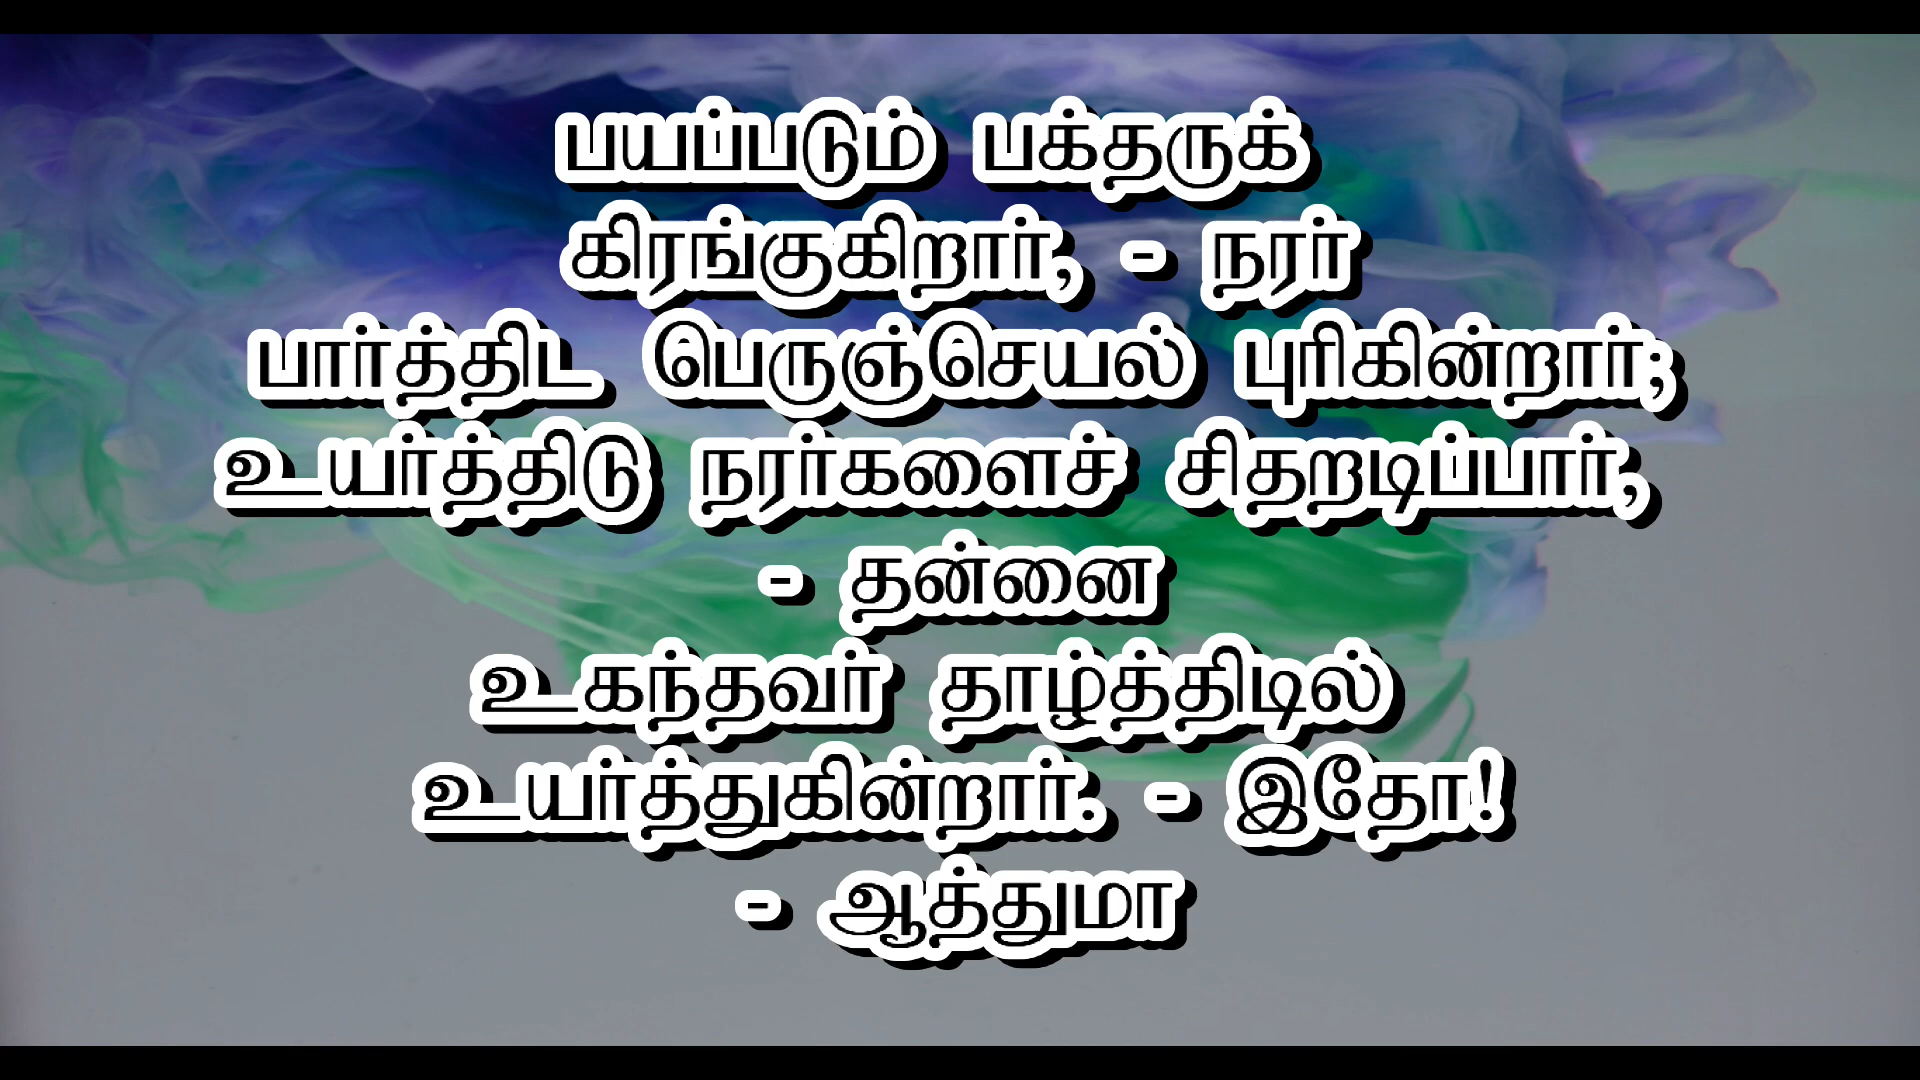 பயப்படும் பக்தருக்
கிரங்குகிறார், - நரர்
பார்த்திட பெருஞ்செயல் புரிகின்றார்;
உயர்த்திடு நரர்களைச் சிதறடிப்பார்,
- தன்னை
உகந்தவர் தாழ்த்திடில்
உயர்த்துகின்றார். - இதோ!
- ஆத்துமா